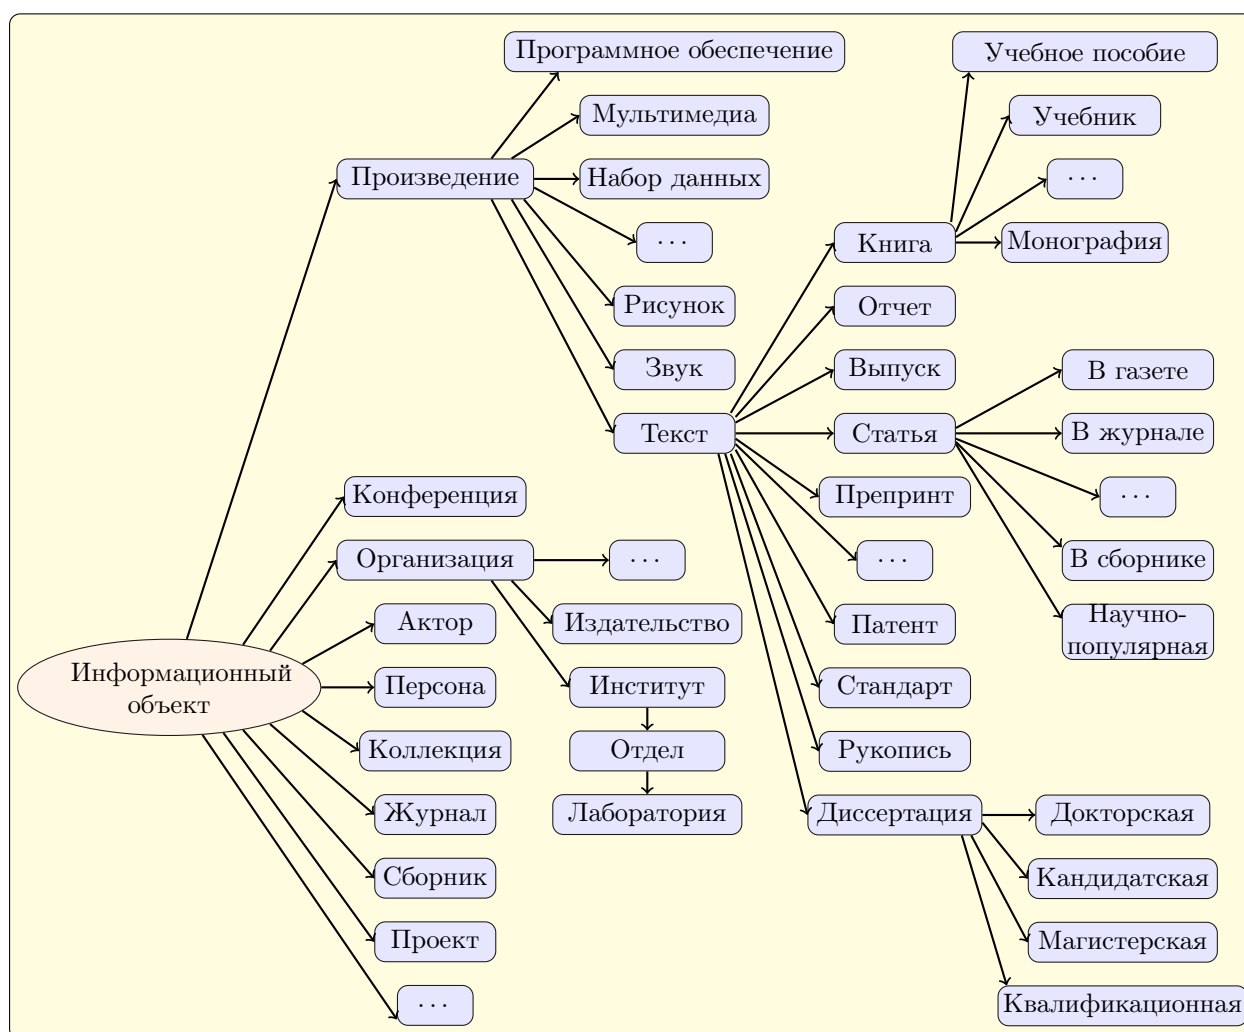 Программное обеспечение
Учебное пособие
Мультимедиа
Учебник
Произведение
Набор данных
...
...
Книга
Монография
Рисунок
Отчет
Звук
Выпуск
В газете
Текст
Статья
В журнале
Конференция
Препринт
...
Организация
...
...
В сборнике
Актор
Издательство
Патент
Научно-
популярная
Информационный
объект
Персона
Институт
Стандарт
Коллекция
Отдел
Рукопись
Журнал
Лаборатория
Диссертация
Докторская
Сборник
Кандидатская
Проект
Магистерская
...
Квалификационная